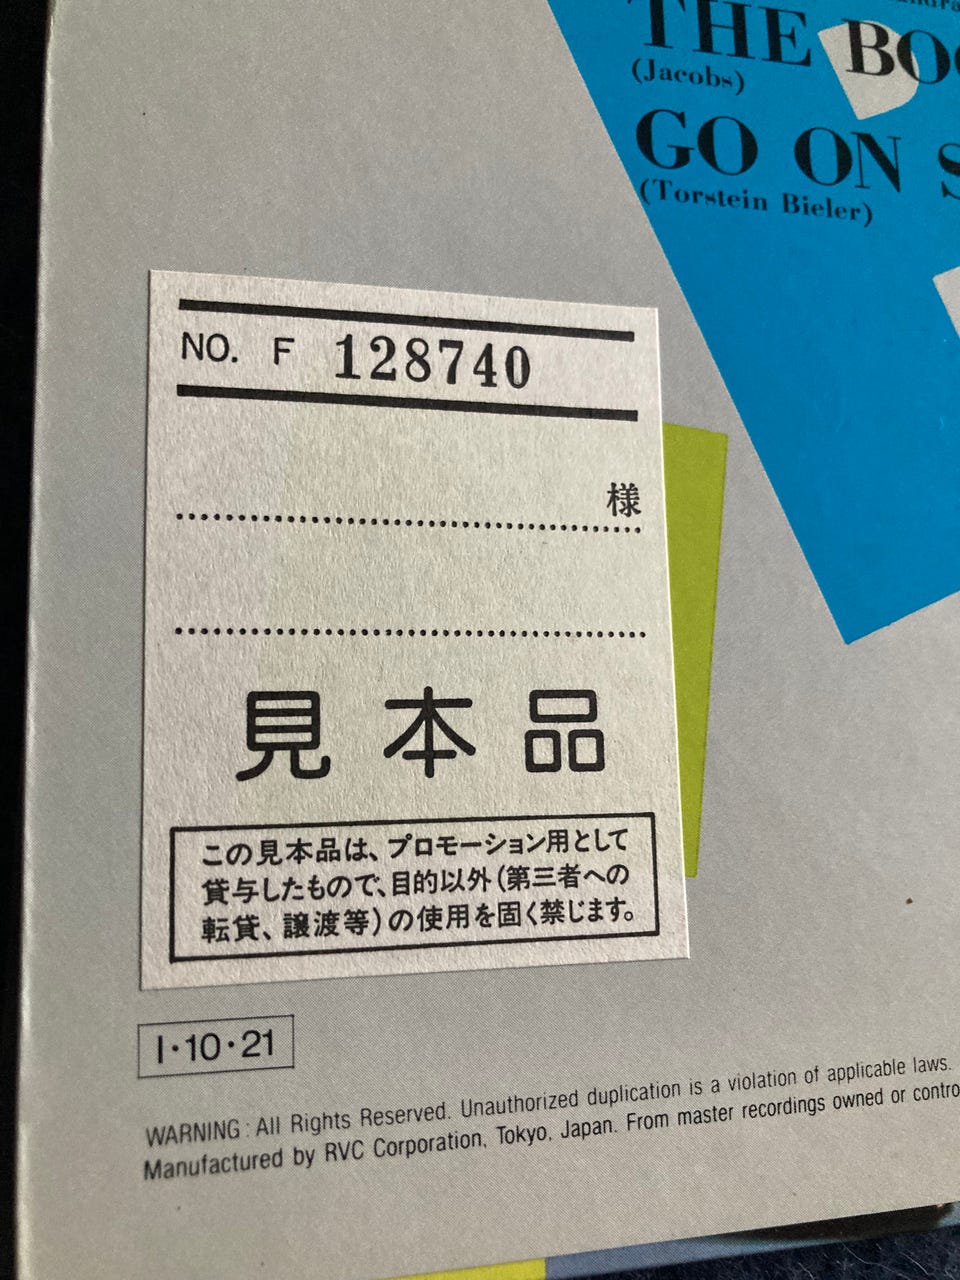 THE
(Jacobs)
GO ON
(Torstein Bieler)
NO. F 128740
様
見本品
この見本品は、プロモーション用として
貸与したもので、目的以外(第三者への
転貸、譲渡等)の使用を固く禁じます。
I・10・21
WARNING: All Rights Reserved. Unauthorized duplication is a violation of applicable laws.
Manufactured by RVC Corporation, Tokyo, Japan. From master recordings owned or